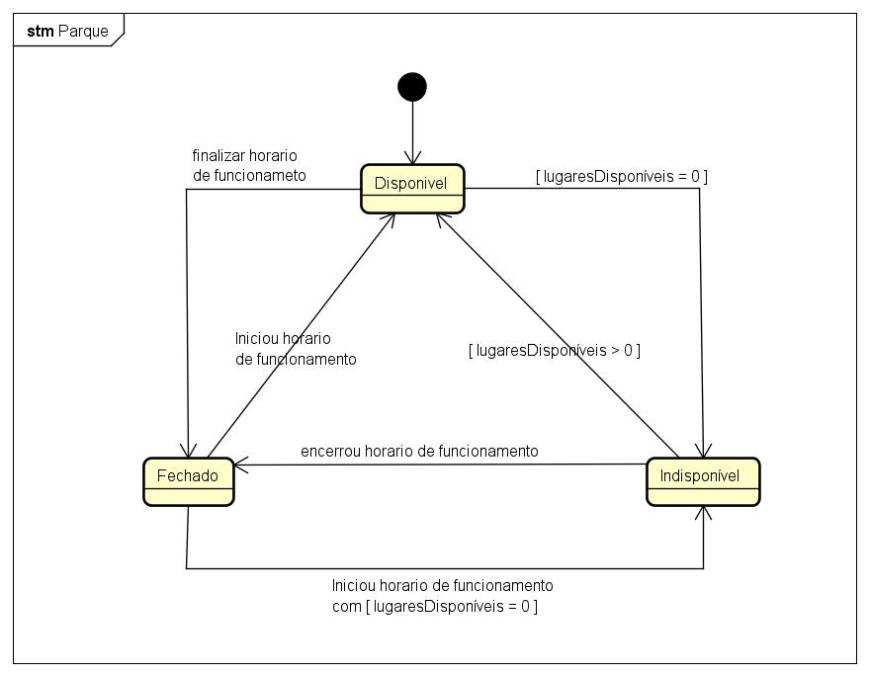 stm Parque
finalizar horario
de funcionameto
Disponivel
[ lugaresDisponíveis = 0 ]
Iniciou horario
de funcionamento
[ lugaresDisponíveis > 0 ]
encerrou horario de funcionamento
Fechado
Indisponível
Iniciou horario de funcionamento
com [ lugaresDisponíveis = 0 ]